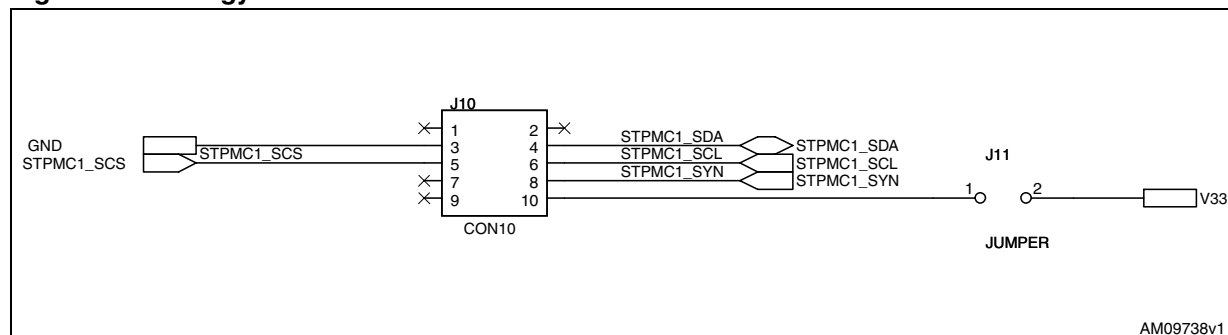 J10
1 2
GND 3 4 STPMC1_SDA STPMC1_SDA
STPMC1_SCS STPMC1_SCS 5 6 STPMC1_SCL STPMC1_SCL
7 8 STPMC1_SYN STPMC1_SYN
9 10
CON10
J11
1 2
V33
JUMPER
AM09738v1